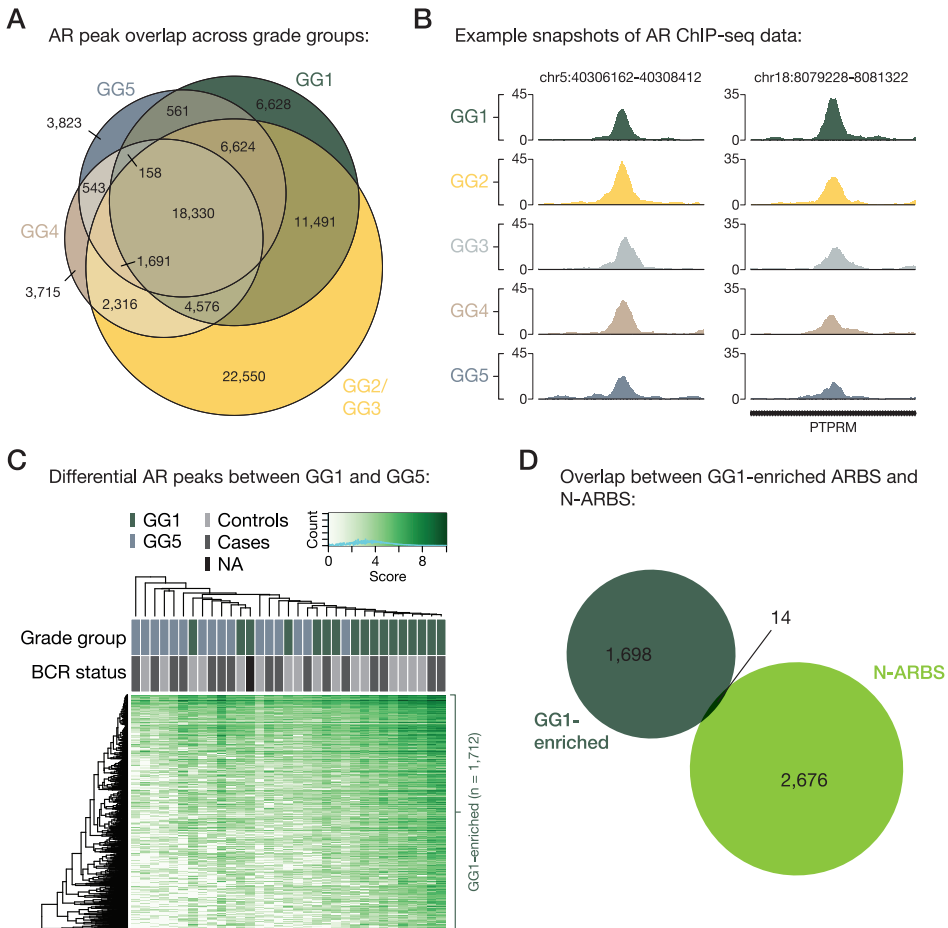 A
AR peak overlap across grade groups:
GG5
GG1
3,823
561
6,628
6,624
158
543
18,330
11,491
GG4
1,691
3,715
2,316
4,576
22,550
GG2/
GG3
B
Example snapshots of AR ChIP-seq data:
chr5:40306162-40308412
chr18:8079228-8081322
GG1
45
0
45
0
GG2
45
0
35
0
GG3
45
0
35
0
GG4
45
0
35
0
GG5
45
0
35
0
PTPRM
C
Differential AR peaks between GG1 and GG5:
GG1
GG5
Controls
Cases
NA
Count
0 4 8
Score
Grade group
BCR status
GG1-enriched (n = 1,712)
D
Overlap between GG1-enriched ARBS and
N-ARBS:
14
1,698
N-ARBS
GG1-
enriched
2,676